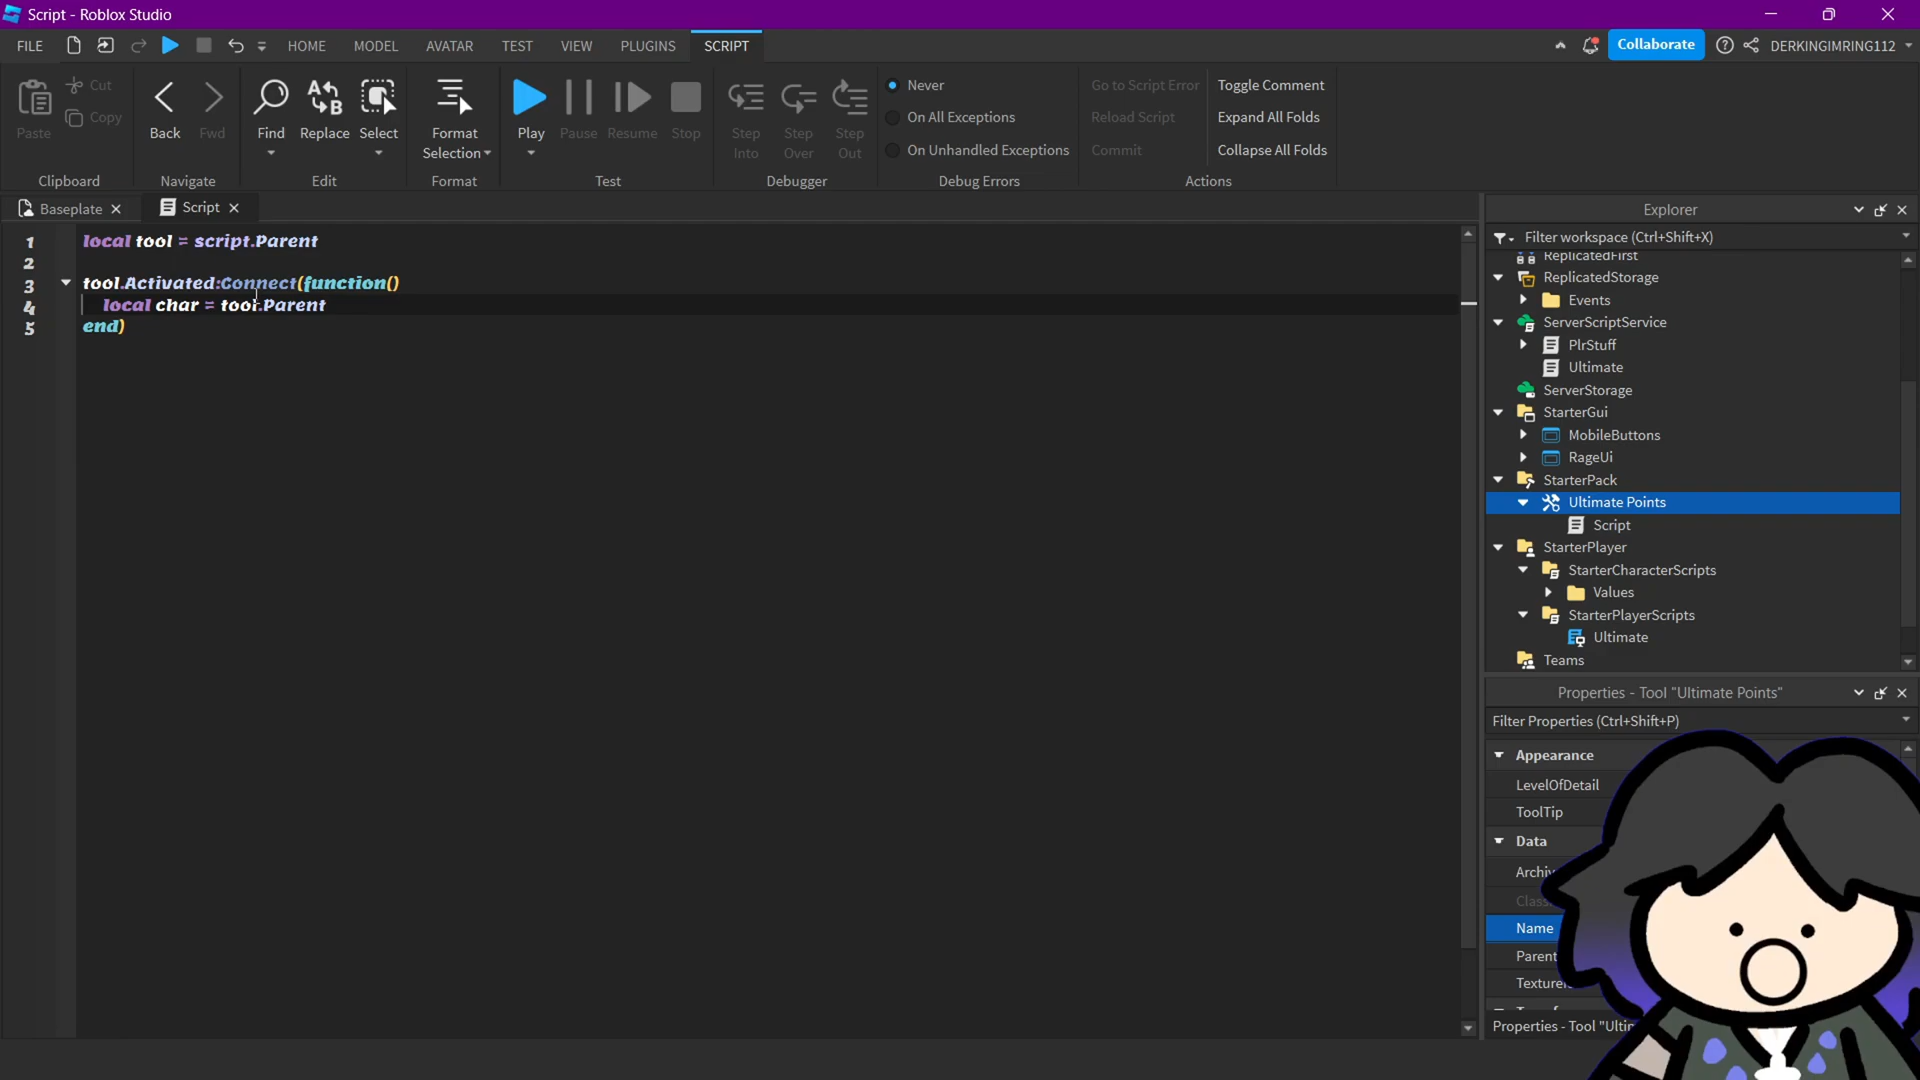 Script - Roblox Studio
FILE HOME MODEL AVATAR TEST VIEW PLUGINS SCRIPT Collaborate DERKINGIMRING112
Paste Cut Copy
Clipboard
Back Fwd
Navigate
Find Replace Select
Edit
Format
Selection
Format
Play Pause Resume Stop
Test
Step Into
Step Over
Step Out
Debugger
Never
On All Exceptions
On Unhandled Exceptions
Debug Errors
Go to Script Error
Reload Script
Commit
Toggle Comment
Expand All Folds
Collapse All Folds
Actions
Baseplate Script
1 local tool = script.Parent
2
3 tool.Activated:Connect(function()
4 local char = tool.Parent
5 end)
Explorer
Filter workspace (Ctrl+Shift+X)
ReplicatedFirst
ReplicatedStorage
Events
ServerScriptService
PlrStuff
Ultimate
ServerStorage
StarterGui
MobileButtons
RageUi
StarterPack
Ultimate Points
Script
StarterPlayer
StarterCharacterScripts
Values
StarterPlayerScripts
Ultimate
Teams
Properties - Tool "Ultimate Points"
Filter Properties (Ctrl+Shift+P)
Appearance
LevelOfDetail
ToolTip
Data
Archiv
Class
Name
Parent
Texture
Properties - Tool "Ultim